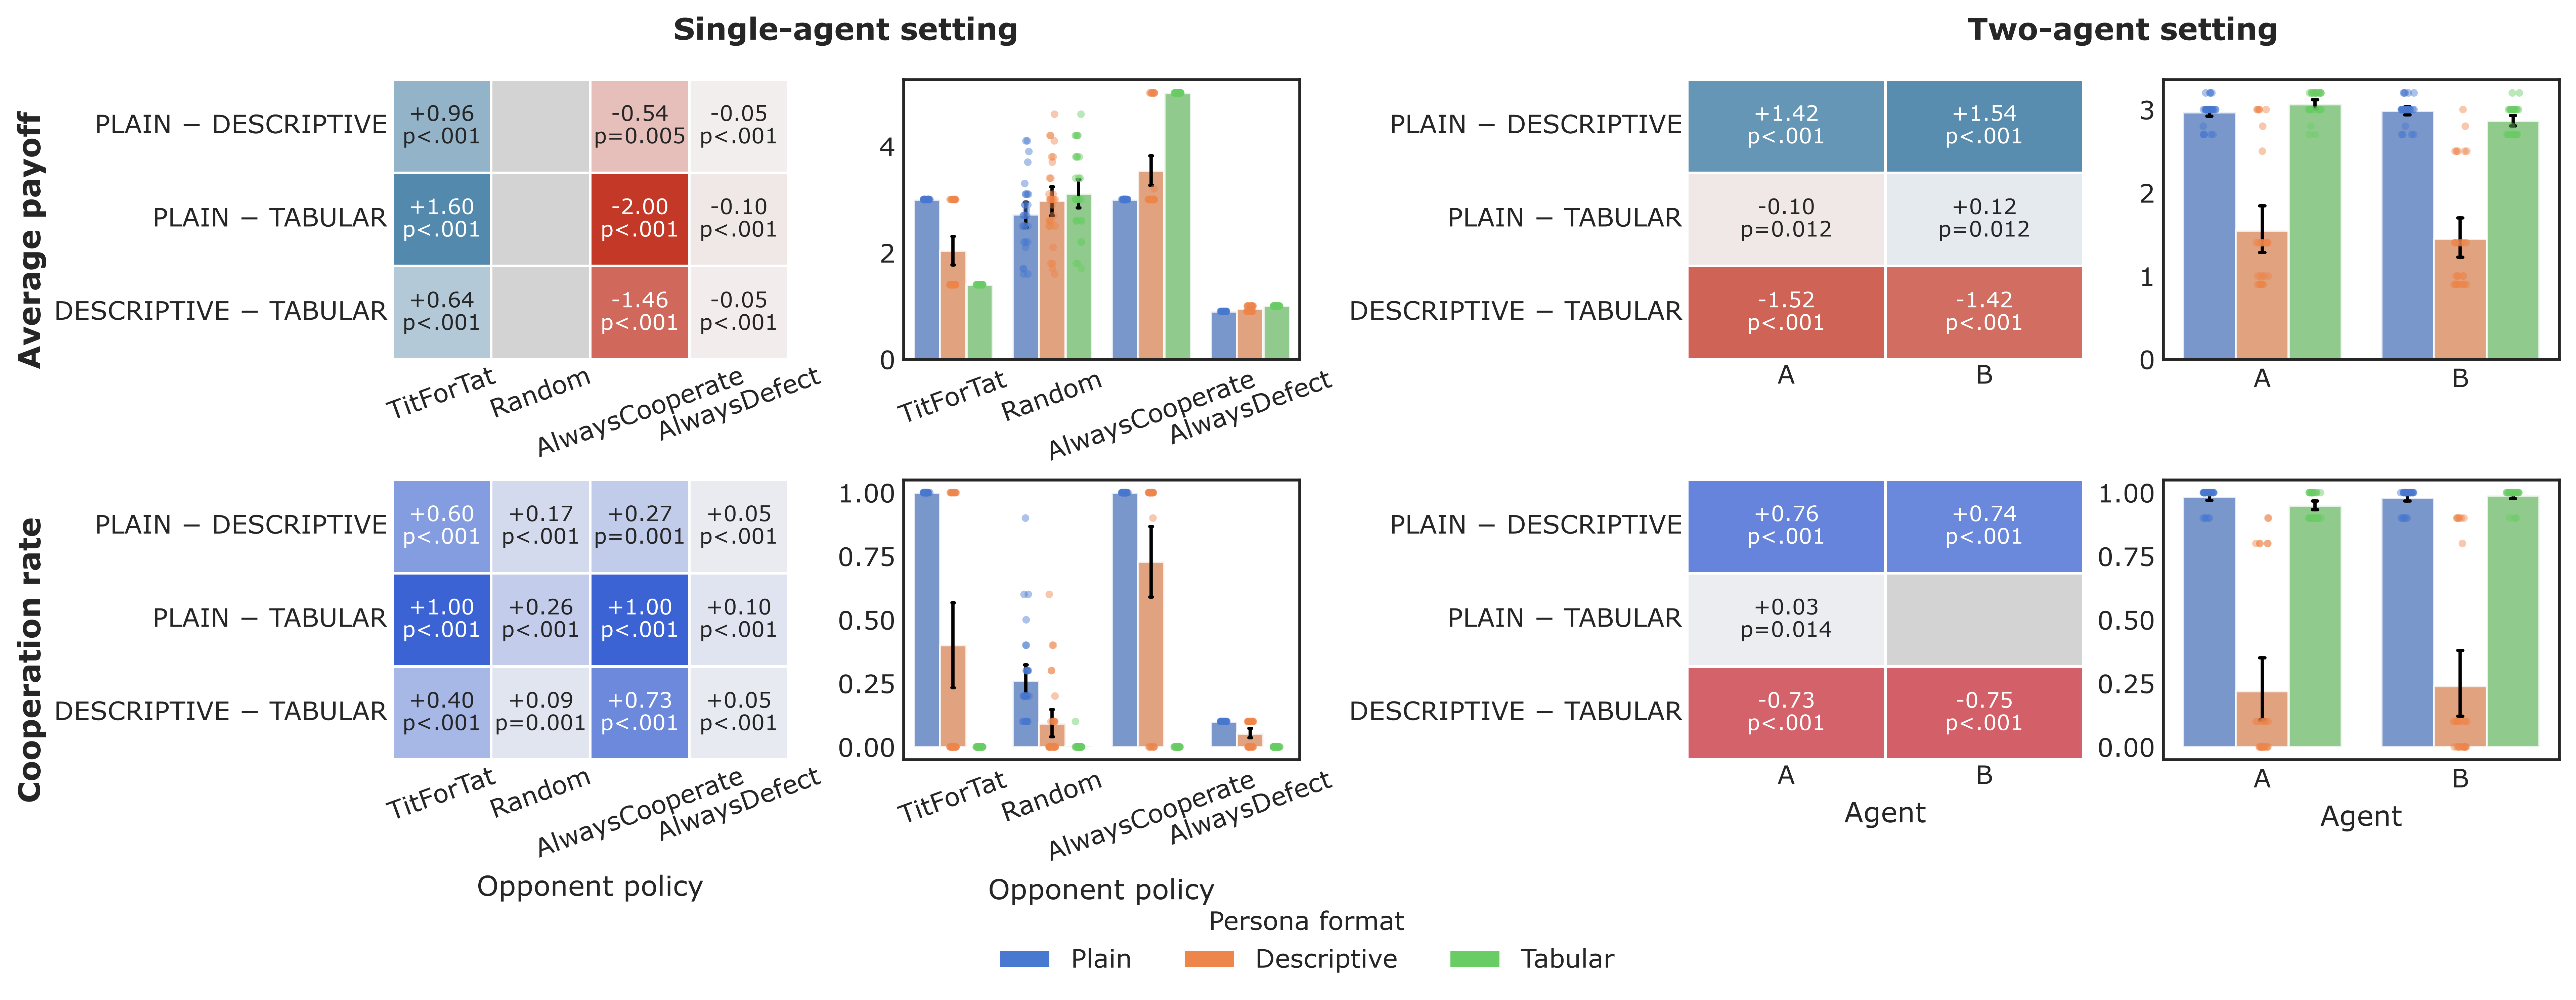 Single-agent setting
Two-agent setting
Average payoff
PLAIN − DESCRIPTIVE
+0.96
p<.001
-0.54
p=0.005
-0.05
p<.001
PLAIN − TABULAR
+1.60
p<.001
-2.00
p<.001
-0.10
p<.001
DESCRIPTIVE − TABULAR
+0.64
p<.001
-1.46
p<.001
-0.05
p<.001
TitForTat
Random
AlwaysCooperate
AlwaysDefect
4
2
0
TitForTat
Random
AlwaysCooperate
AlwaysDefect
PLAIN − DESCRIPTIVE
+1.42
p<.001
+1.54
p<.001
PLAIN − TABULAR
-0.10
p=0.012
+0.12
p=0.012
DESCRIPTIVE − TABULAR
-1.52
p<.001
-1.42
p<.001
A
B
3
2
1
0
A
B
Cooperation rate
PLAIN − DESCRIPTIVE
+0.60
p<.001
+0.17
p<.001
+0.27
p=0.001
+0.05
p<.001
PLAIN − TABULAR
+1.00
p<.001
+0.26
p<.001
+1.00
p<.001
+0.10
p<.001
DESCRIPTIVE − TABULAR
+0.40
p<.001
+0.09
p=0.001
+0.73
p<.001
+0.05
p<.001
TitForTat
Random
AlwaysCooperate
AlwaysDefect
Opponent policy
1.00
0.75
0.50
0.25
0.00
TitForTat
Random
AlwaysCooperate
AlwaysDefect
Opponent policy
PLAIN − DESCRIPTIVE
+0.76
p<.001
+0.74
p<.001
PLAIN − TABULAR
+0.03
p=0.014
DESCRIPTIVE − TABULAR
-0.73
p<.001
-0.75
p<.001
A
B
Agent
1.00
0.75
0.50
0.25
0.00
A
B
Agent
Persona format
Plain
Descriptive
Tabular